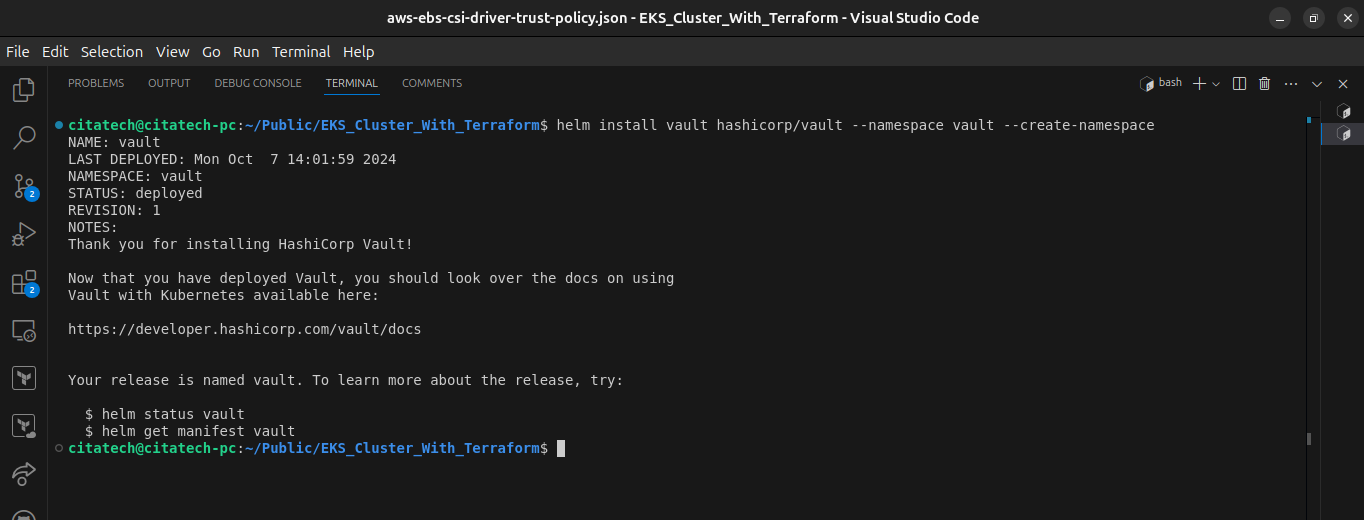 aws-ebs-csi-driver-trust-policy.json - EKS_Cluster_With_Terraform - Visual Studio Code
File Edit Selection View Go Run Terminal Help
PROBLEMS OUTPUT DEBUG CONSOLE TERMINAL COMMENTS bash
citatech@citatech-pc:~/Public/EKS_Cluster_With_Terraform$ helm install vault hashicorp/vault --namespace vault --create-namespace
NAME: vault
LAST DEPLOYED: Mon Oct  7 14:01:59 2024
NAMESPACE: vault
STATUS: deployed
REVISION: 1
NOTES:
Thank you for installing HashiCorp Vault!
Now that you have deployed Vault, you should look over the docs on using
Vault with Kubernetes available here:
https://developer.hashicorp.com/vault/docs
Your release is named vault. To learn more about the release, try:
$ helm status vault
$ helm get manifest vault
citatech@citatech-pc:~/Public/EKS_Cluster_With_Terraform$
2
2